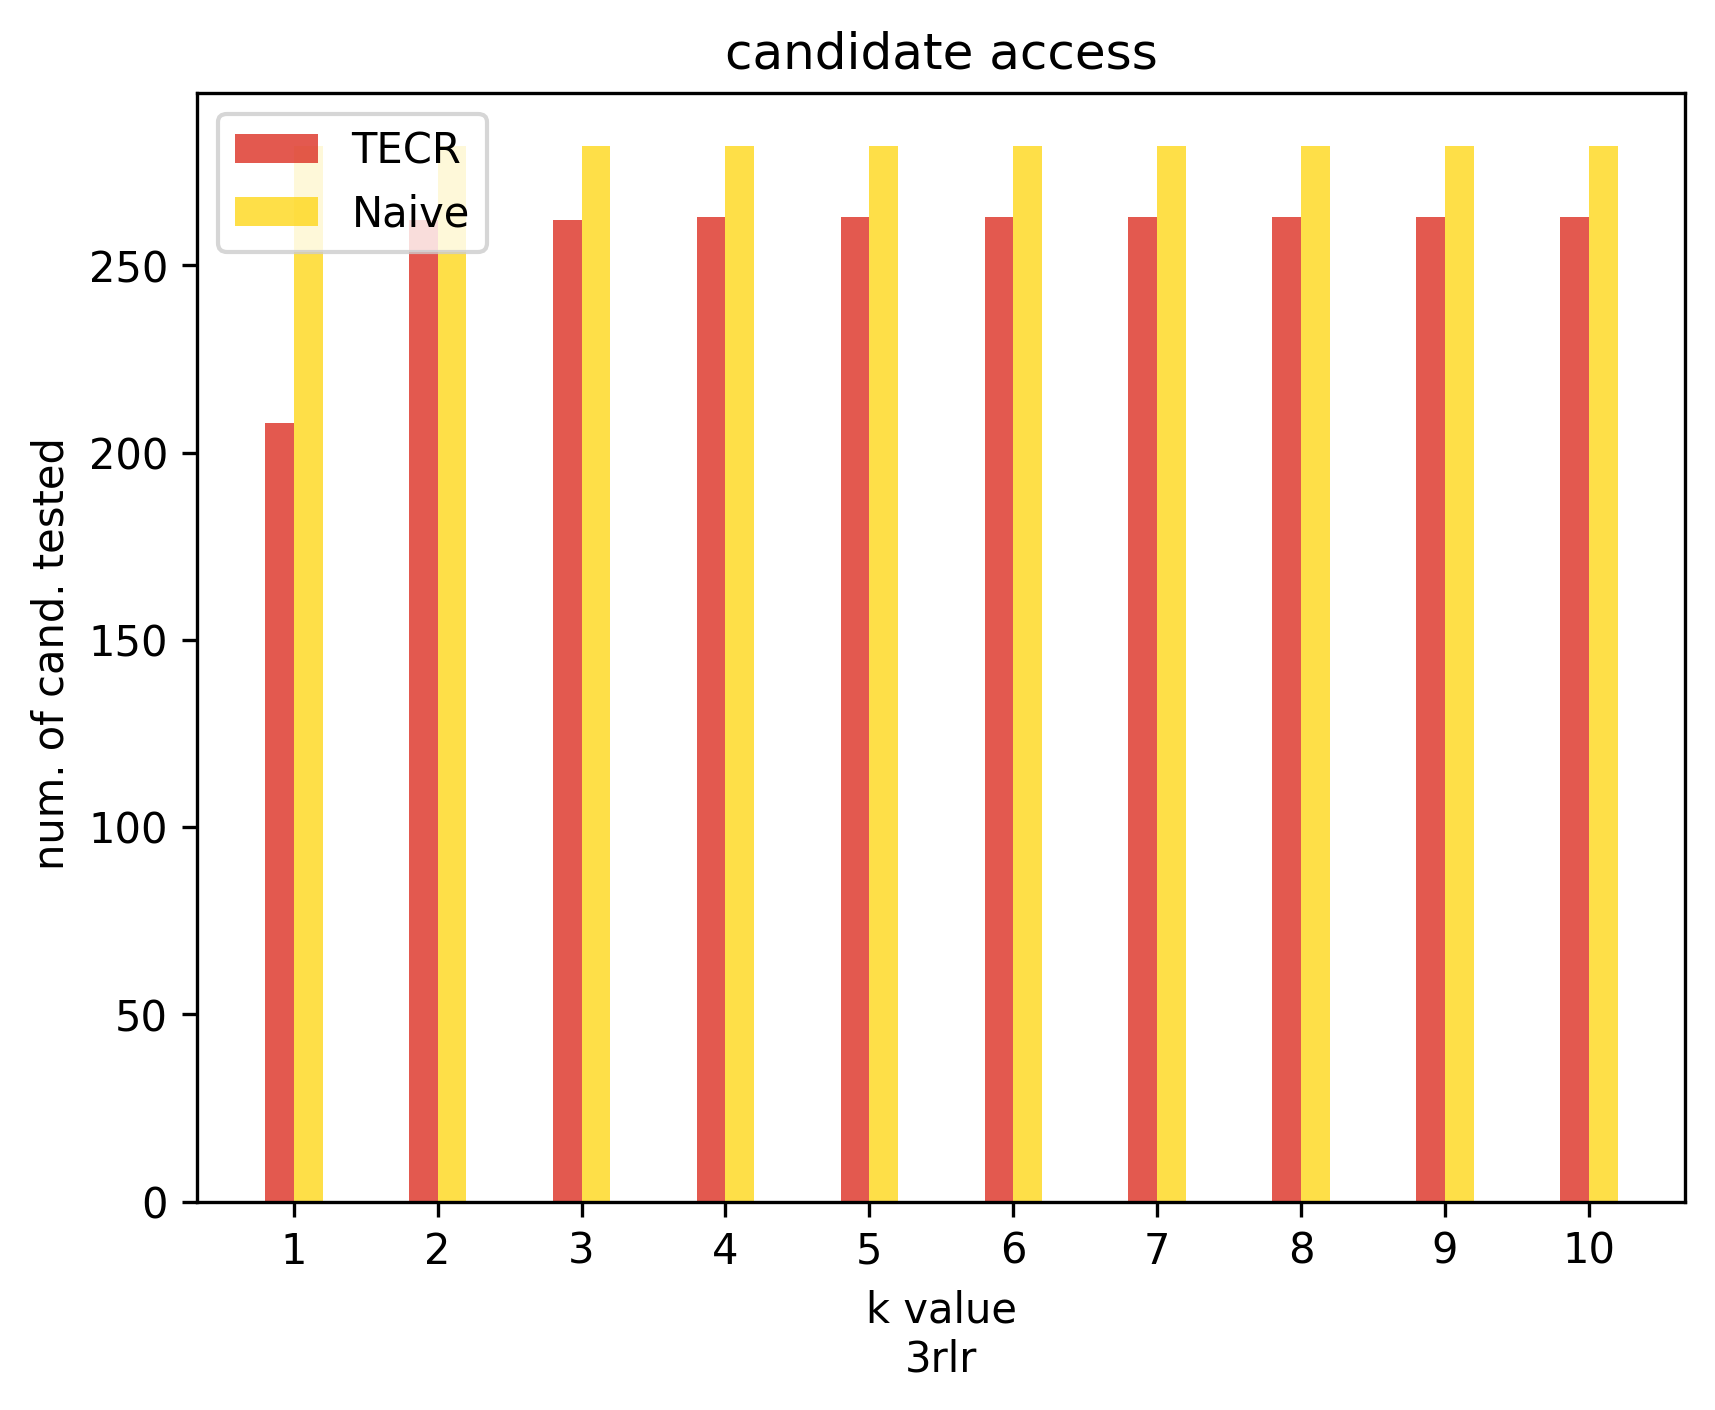 candidate access
TECR
Naive
num. of cand. tested
250
200
150
100
50
0
1 2 3 4 5 6 7 8 9 10
k value
3rlr